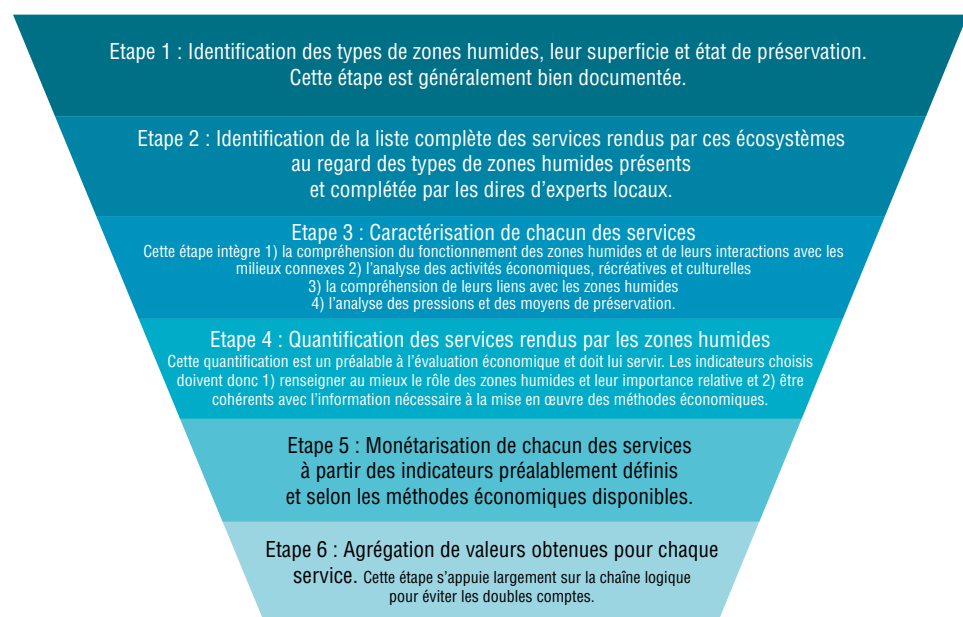 Etape 1 : Identification des types de zones humides, leur superficie et état de préservation.
Cette étape est généralement bien documentée.
Etape 2 : Identification de la liste complète des services rendus par ces écosystèmes
au regard des types de zones humides présents
et complétée par les dires d’experts locaux.
Etape 3 : Caractérisation de chacun des services
Cette étape intègre 1) la compréhension du fonctionnement des zones humides et de leurs interactions avec les
milieux connexes 2) l’analyse des activités économiques, récréatives et culturelles
3) la compréhension de leurs liens avec les zones humides
4) l’analyse des pressions et des moyens de préservation.
Etape 4 : Quantification des services rendus par les zones humides
Cette quantification est un préalable à l’évaluation économique et doit lui servir. Les indicateurs choisis
doivent donc 1) renseigner au mieux le rôle des zones humides et leur importance relative et 2) être
cohérents avec l’information nécessaire à la mise en œuvre des méthodes économiques.
Etape 5 : Monétarisation de chacun des services
à partir des indicateurs préalablement définis
et selon les méthodes économiques disponibles.
Etape 6 : Agrégation de valeurs obtenues pour chaque
service. Cette étape s’appuie largement sur la chaîne logique
pour éviter les doubles comptes.